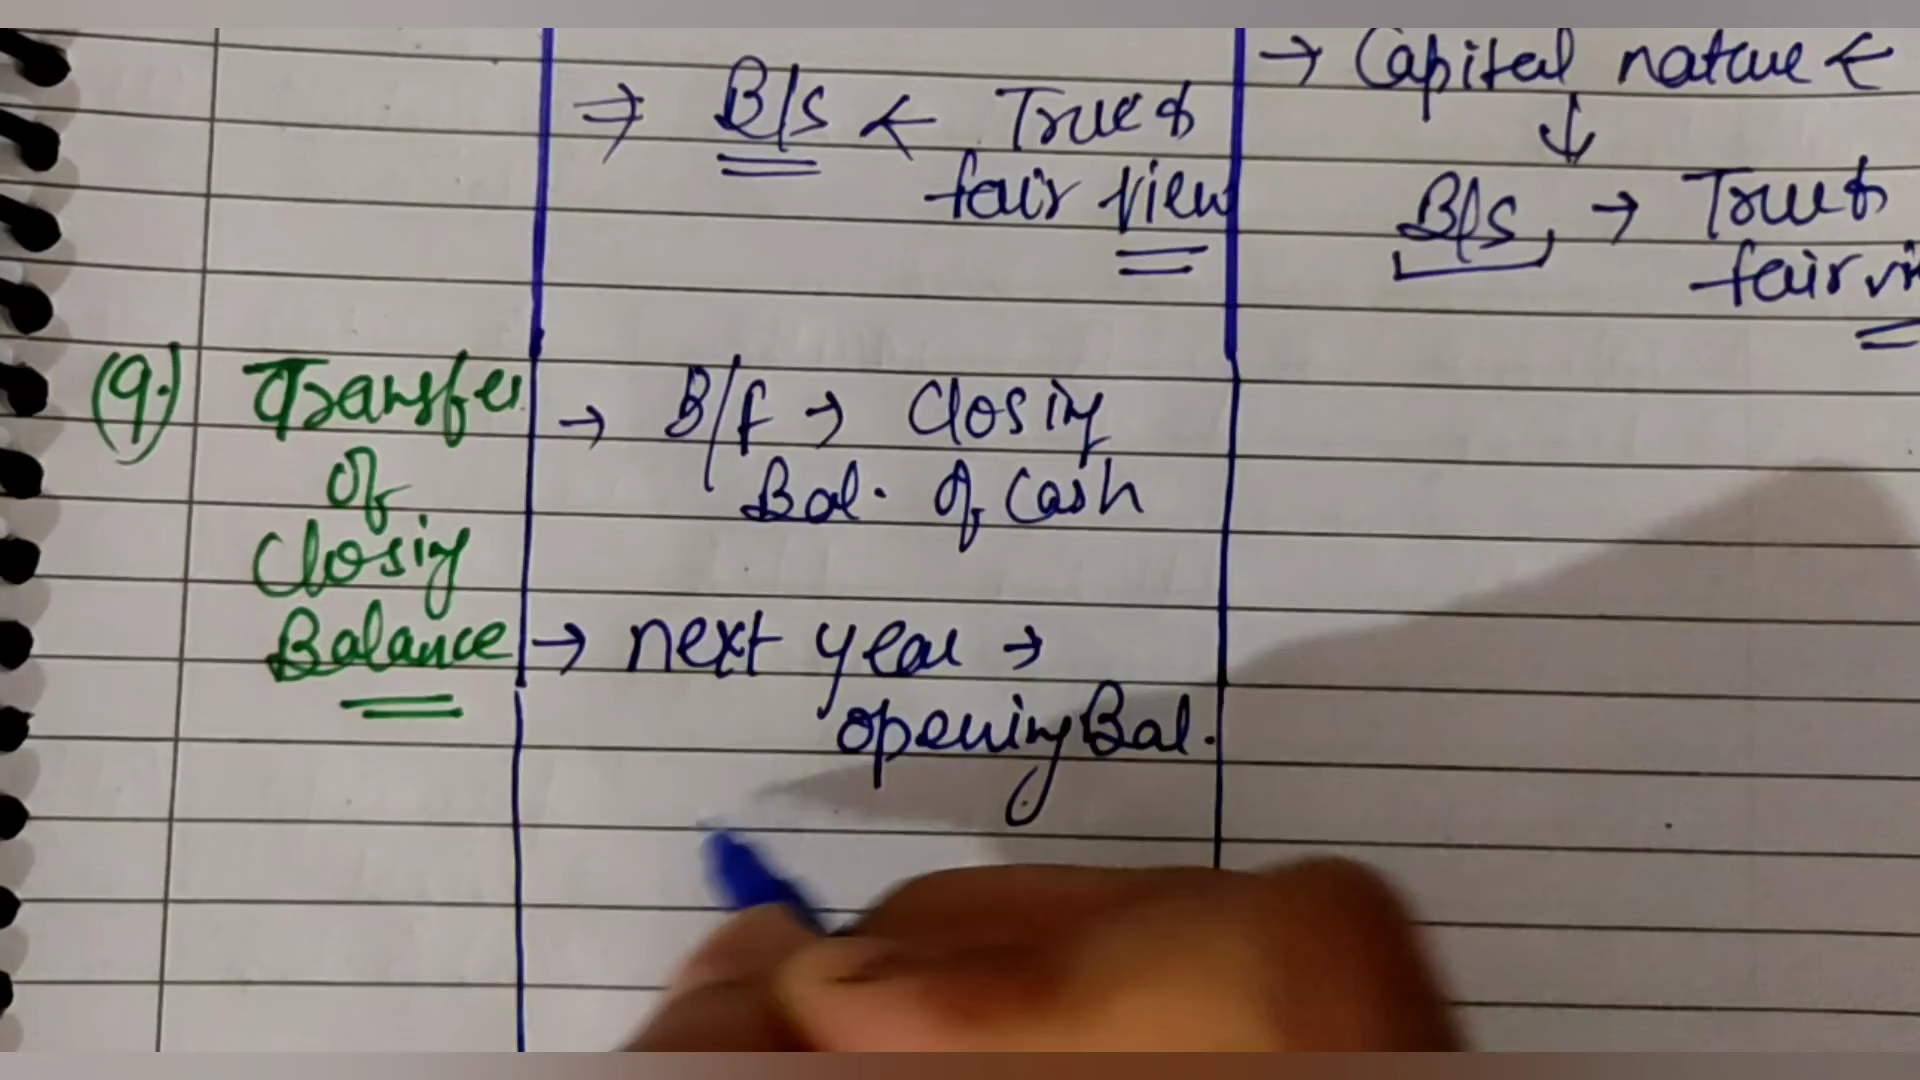 ⇒ B/S ← True &
fair view
→ Capital nature ←
↓
B/S → True &
fair vi
(9.) Transfer
of
Closing
Balance
→ B/f → Closing
Bal. of Cash
→ next year →
opening Bal.